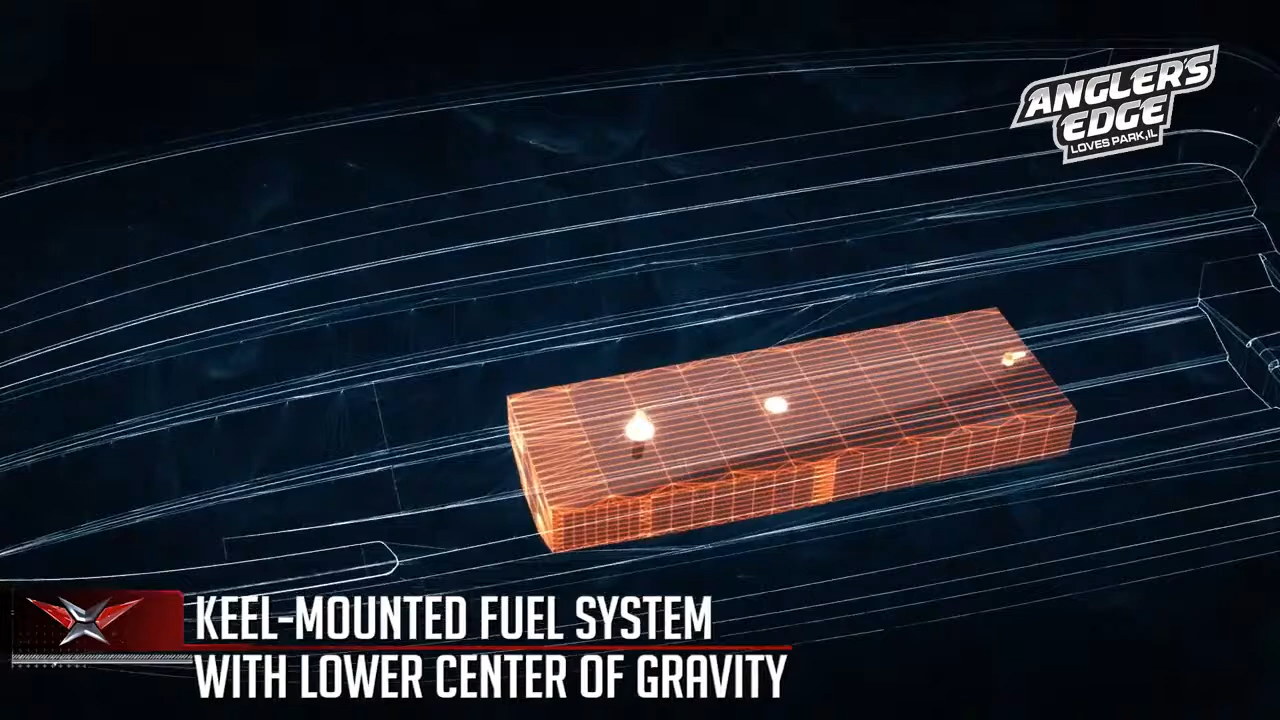 ANGLER'S
EDGE
LOVES PARK, IL
KEEL-MOUNTED FUEL SYSTEM
WITH LOWER CENTER OF GRAVITY